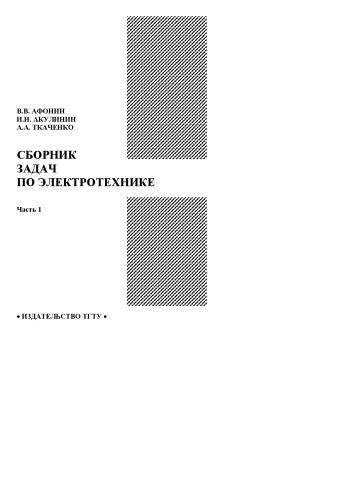 В.В. АФОНИН
И.Н. АКУЛИНИН
А.А. ТКАЧЕНКО
СБОРНИК
ЗАДАЧ
ПО ЭЛЕКТРОТЕХНИКЕ
Часть 1
• ИЗДАТЕЛЬСТВО ТГТУ •